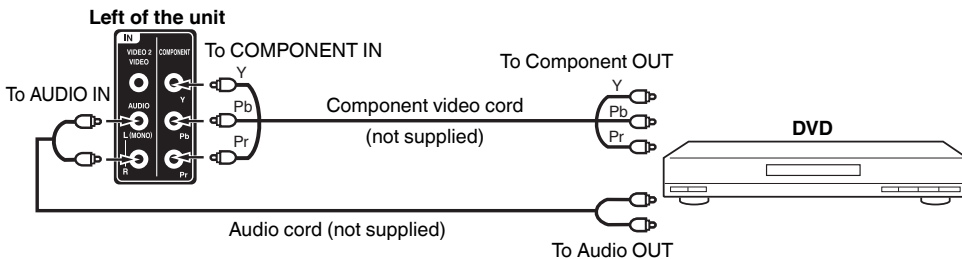 Left of the unit
IN
VIDEO 2
VIDEO
COMPONENT
To COMPONENT IN
To Component OUT
Y
Y
Y
To AUDIO IN
AUDIO
Pb
Component video cord
Pb
L (MONO)
Pb
(not supplied)
DVD
Pr
Pr
R
Pr
Audio cord (not supplied)
To Audio OUT